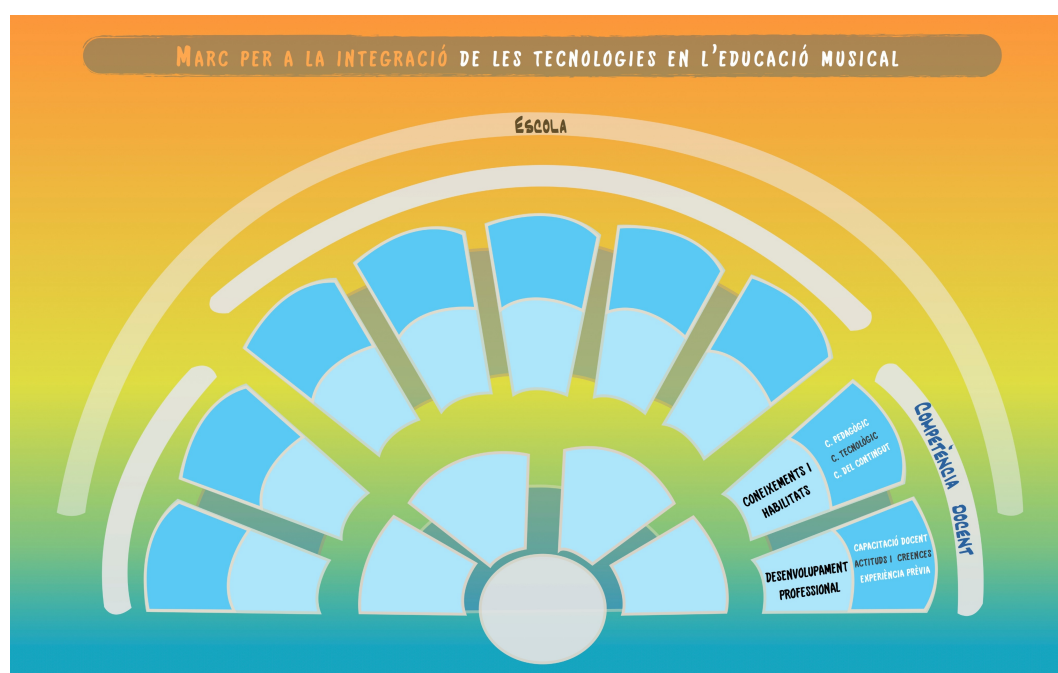 MARC PER A LA INTEGRACIÓ DE LES TECNOLOGIES EN L'EDUCACIÓ MUSICAL
ESCOLA
COMPETÈNCIA DOCENT
CONEIXEMENTS I
HABILITATS
C. PEDAGÒGIC
C. TECNOLÒGIC
C. DEL CONTINGUT
DESENVOLUPAMENT
PROFESSIONAL
CAPACITACIÓ DOCENT
ACTITUDS I CREENCES
EXPERIÈNCIA PRÈVIA